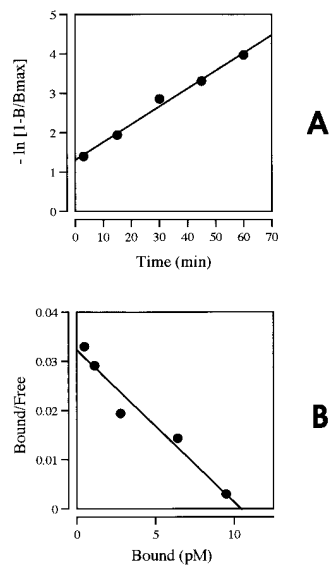 5
4
3
2
1
0
- ln [1-B/Bmax]
0 10 20 30 40 50 60 70
Time (min)
A
0.04
0.03
0.02
0.01
0
Bound/Free
0 5 10
Bound (pM)
B